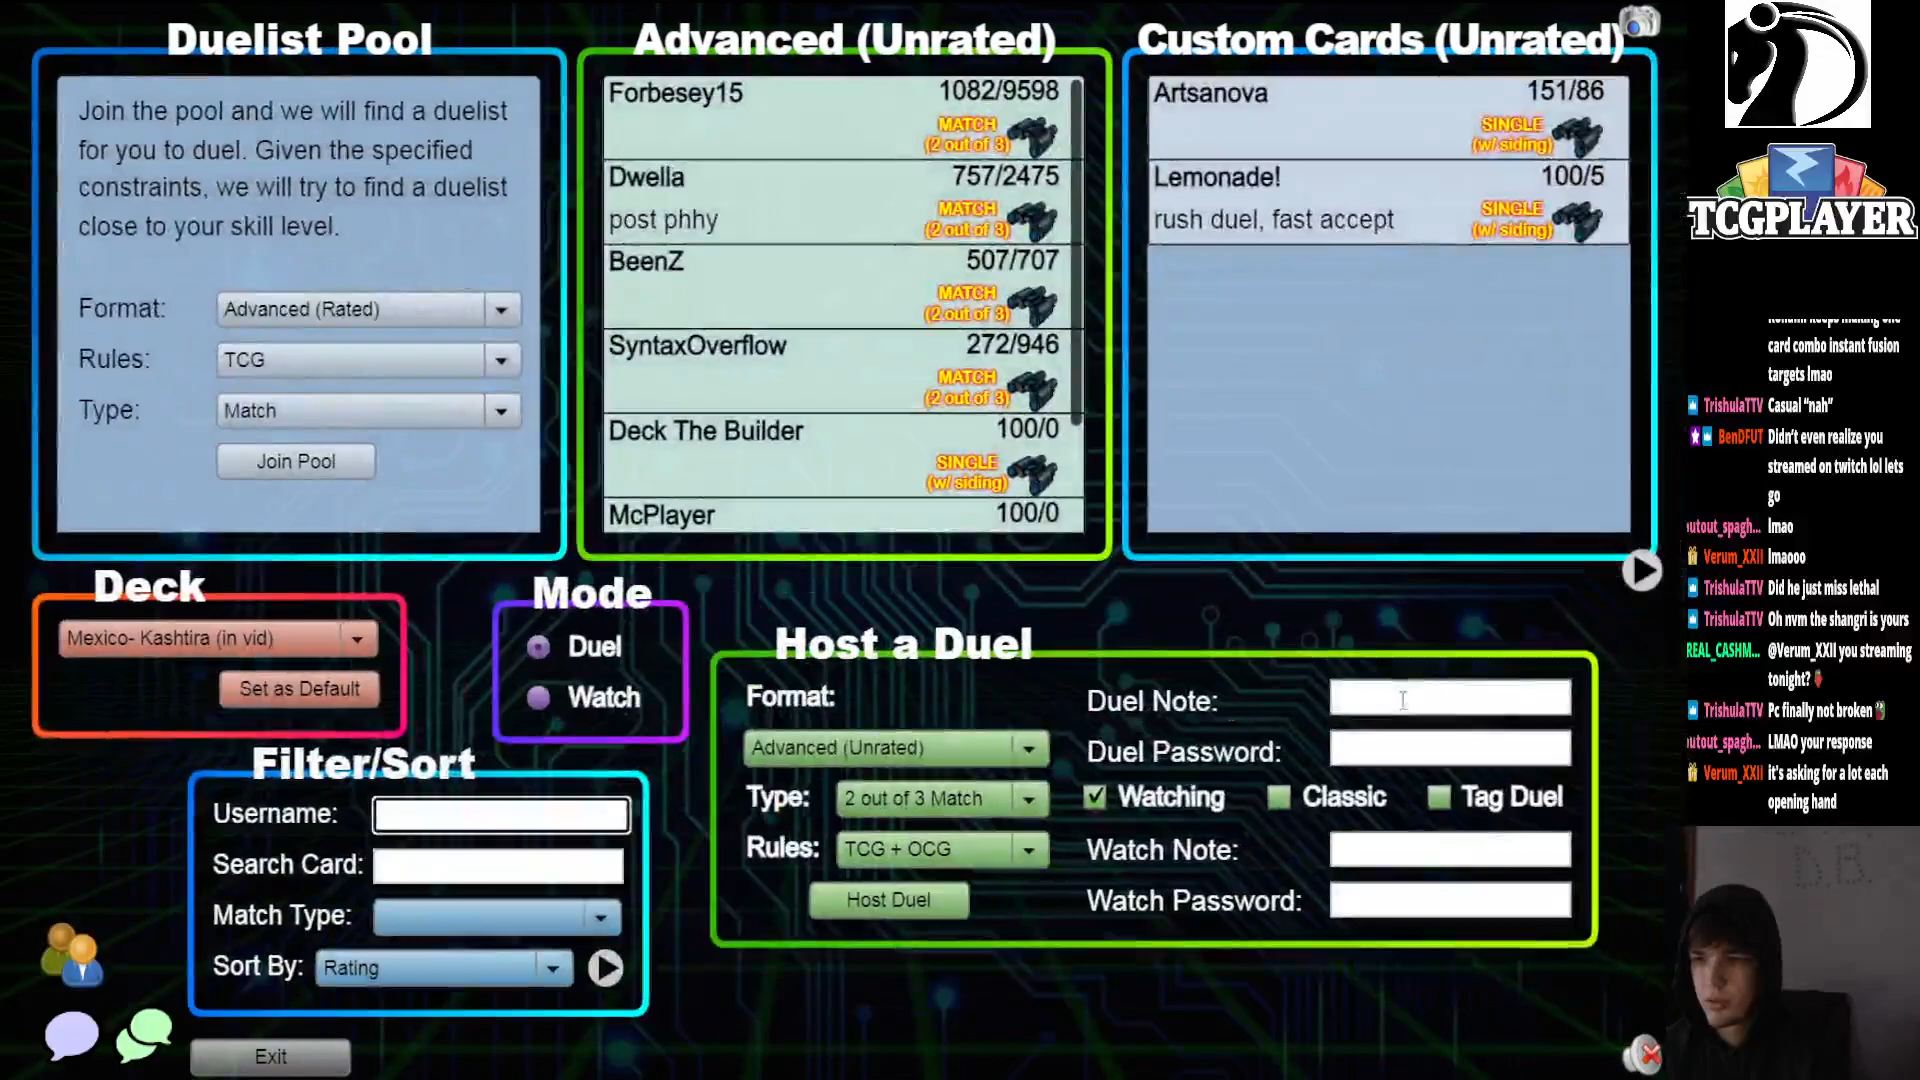 Duelist Pool
Join the pool and we will find a duelist
for you to duel. Given the specified
constraints, we will try to find a duelist
close to your skill level.
Format:
Advanced (Rated)
Rules:
TCG
Type:
Match
Join Pool
Advanced (Unrated)
Forbesey15 1082/9598
MATCH
(2 out of 3)
Dwella 757/2475
post phhy MATCH
(2 out of 3)
BeenZ 507/707
MATCH
(2 out of 3)
SyntaxOverflow 272/946
MATCH
(2 out of 3)
Deck The Builder 100/0
SINGLE
(w/ siding)
McPlayer 100/0
Custom Cards (Unrated)
Artsanova 151/86
SINGLE
(w/ siding)
Lemonade! 100/5
rush duel, fast accept SINGLE
(w/ siding)
Deck
Mexico- Kashtira (in vid)
Set as Default
Mode
Duel
Watch
Filter/Sort
Username:
Search Card:
Match Type:
Sort By: Rating
Exit
Host a Duel
Format:
Advanced (Unrated)
Type: 2 out of 3 Match
Rules: TCG + OCG
Host Duel
Duel Note:
Duel Password:
Watching Classic Tag Duel
Watch Note:
Watch Password:
TCGPLAYER
card combo instant fusion
targets lmao
TrishulaTTV Casual “nah”
BenDFUT Didn't even realize you
streamed on twitch lol lets
go
outout_spagh... lmao
Verum_XXII lmaooo
TrishulaTTV Did he just miss lethal
TrishulaTTV Oh nvm the shangri is yours
REAL_CASHM... @Verum_XXII you streaming
tonight?
TrishulaTTV Pc finally not broken
outout_spagh... LMAO your response
Verum_XXII it's asking for a lot each
opening hand
D.B.